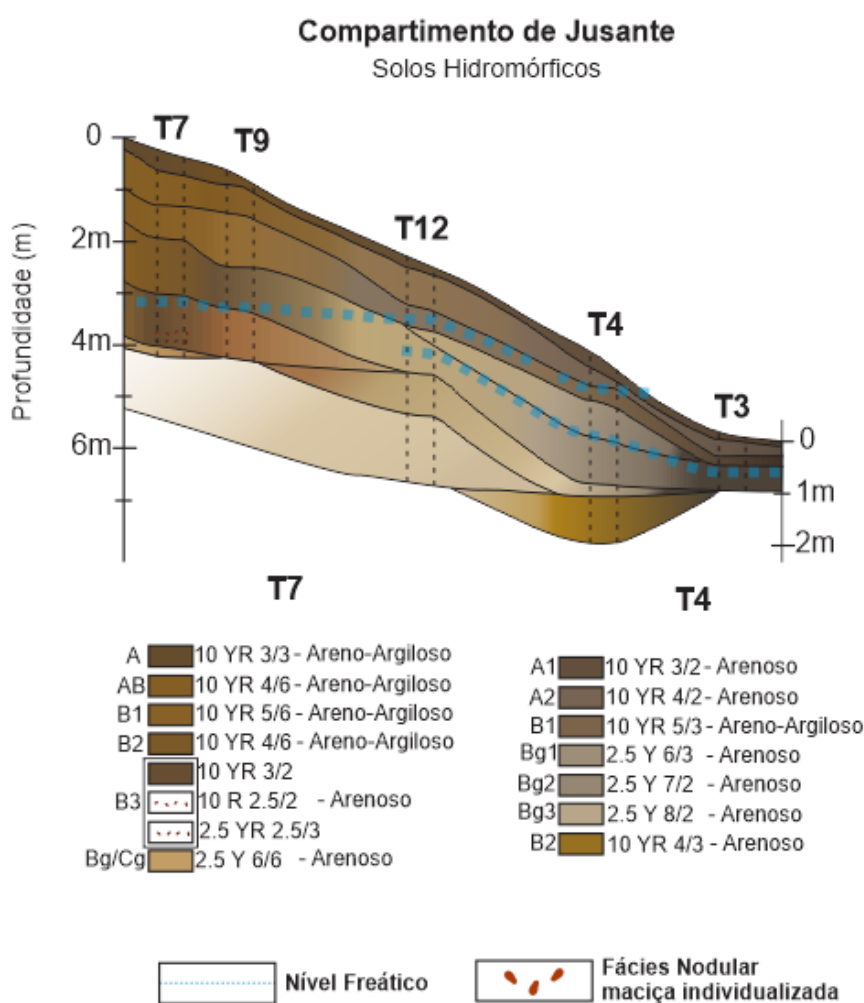 Compartimento de Jusante
Solos Hidromórficos
T7
T9
T12
T4
T3
Profundidade (m)
0
2m
4m
6m
0
1m
2m
T7
A 10 YR 3/3 - Areno-Argiloso
AB 10 YR 4/6 - Areno-Argiloso
B1 10 YR 5/6 - Areno-Argiloso
B2 10 YR 4/6 - Areno-Argiloso
10 YR 3/2
B3 10 R 2.5/2 - Arenoso
2.5 YR 2.5/3
Bg/Cg 2.5 Y 6/6 - Arenoso
T4
A1 10 YR 3/2 - Arenoso
A2 10 YR 4/2 - Arenoso
B1 10 YR 5/3 - Areno-Argiloso
Bg1 2.5 Y 6/3 - Arenoso
Bg2 2.5 Y 7/2 - Arenoso
Bg3 2.5 Y 8/2 - Arenoso
B2 10 YR 4/3 - Arenoso
Nível Freático
Fácies Nodular
maciça individualizada